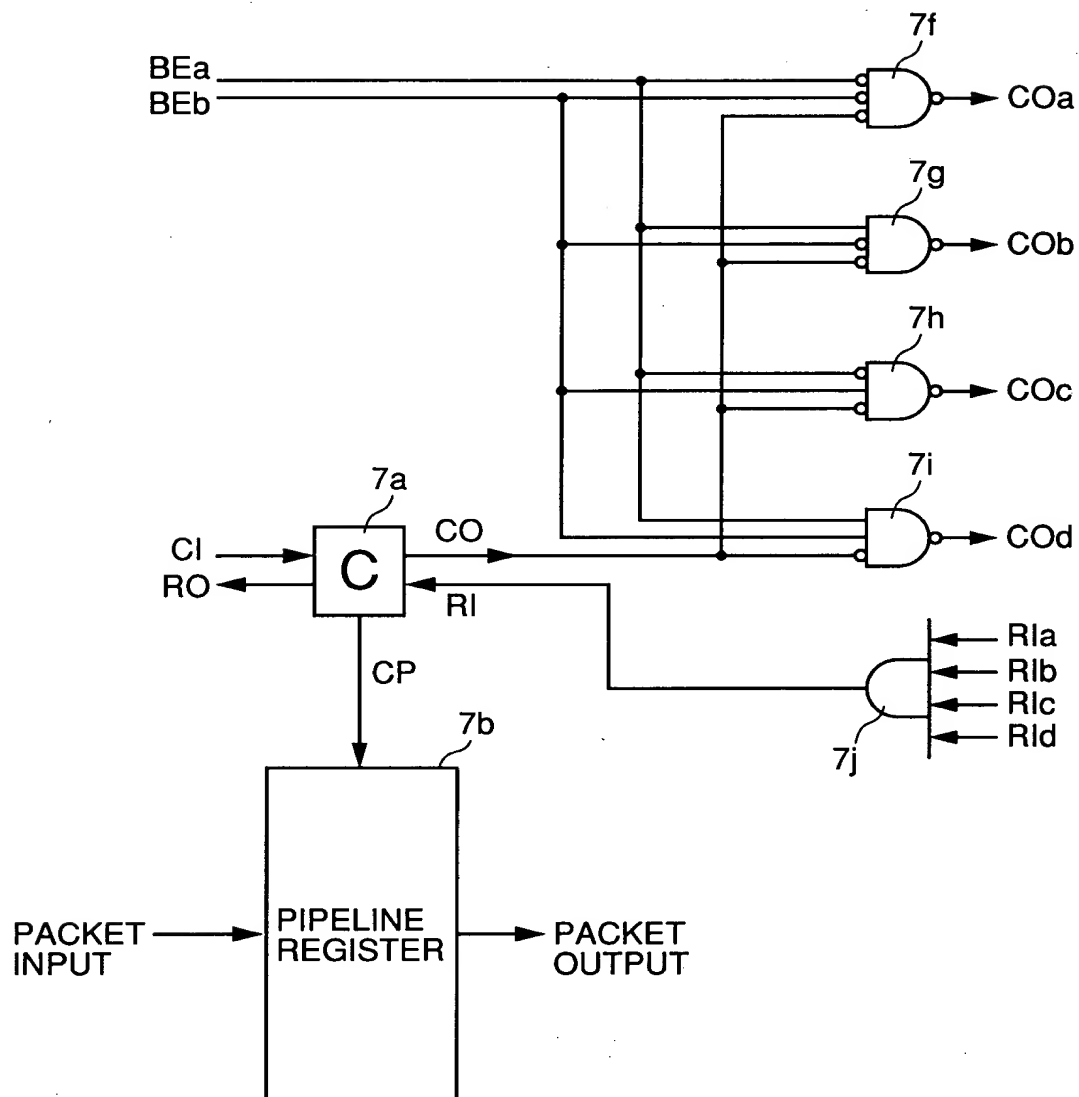 7f
BEa
BEb
COa
7g
COb
7h
COc
7i
COd
7a
CI
RO
C
CO
RI
CP
RIa
RIb
RIc
RId
7j
7b
PIPELINE
REGISTER
PACKET
INPUT
PACKET
OUTPUT